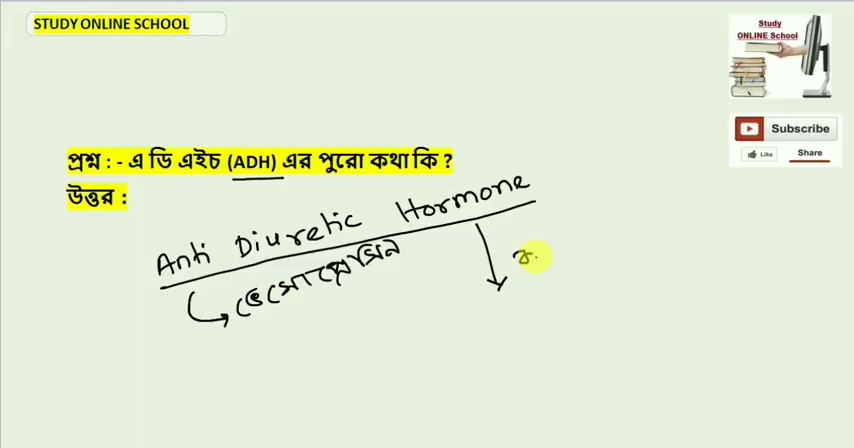 STUDY ONLINE SCHOOL
Study
ONLINE School
Subscribe
Like
Share
প্রশ্ন : - এ ডি এইচ (ADH) এর পুরো কথা কি ?
উত্তর :
Anti Diuretic Hormone
ভেসোপ্রেসিন